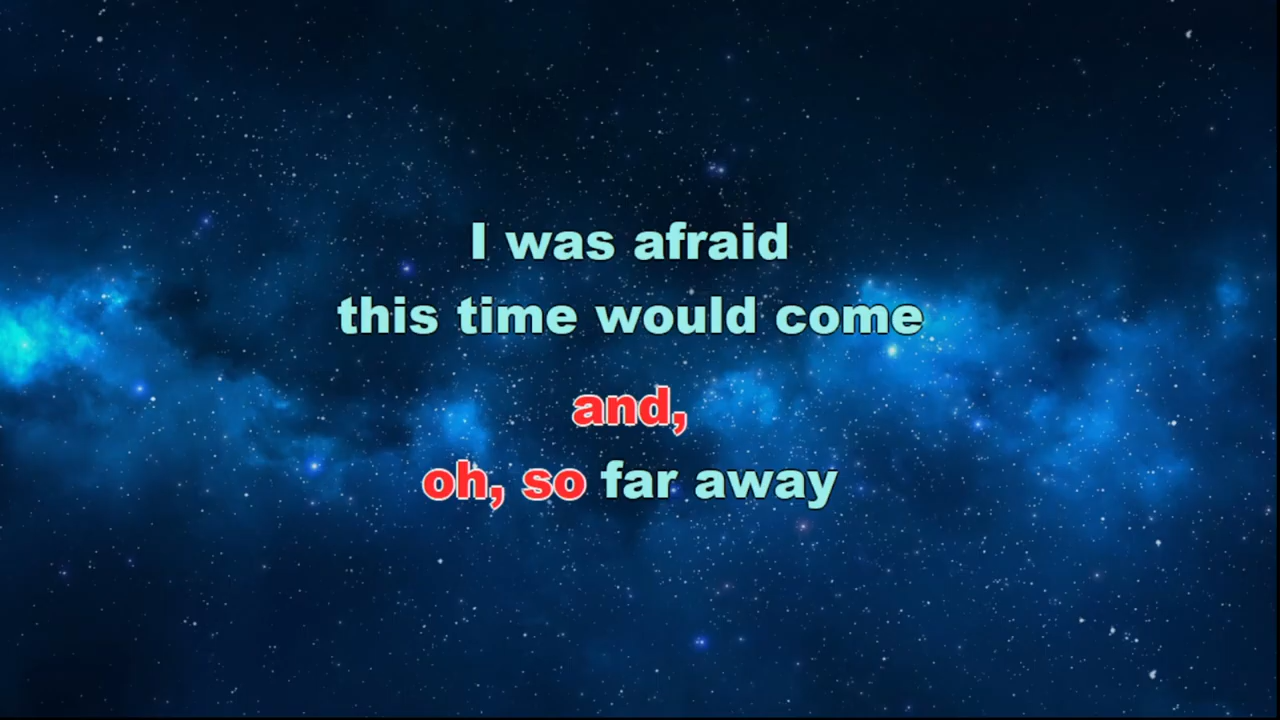 I was afraid
this time would come
and,
oh, so far away